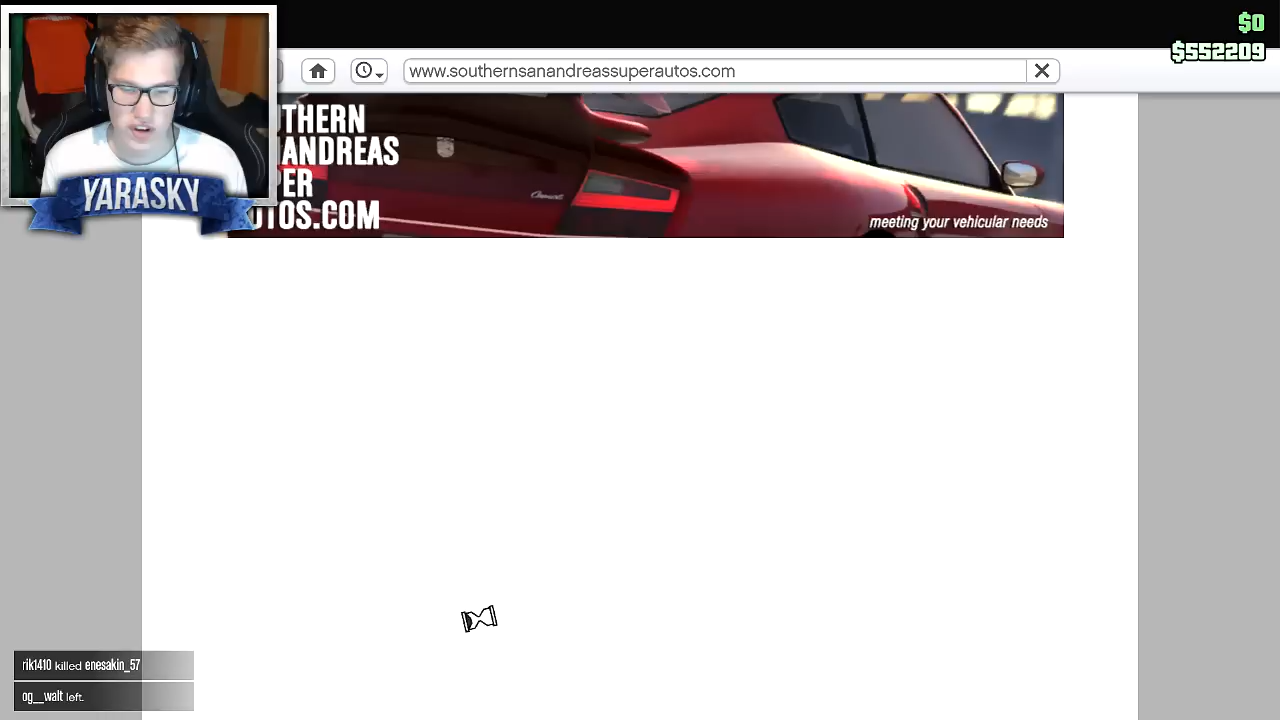 $0
$552209
www.southernsanandreassuperautos.com
THERN
ANDREAS
ER
TOS.COM
meeting your vehicular needs
YARASKY
rik1410 killed enesakin_57
og__walt left.